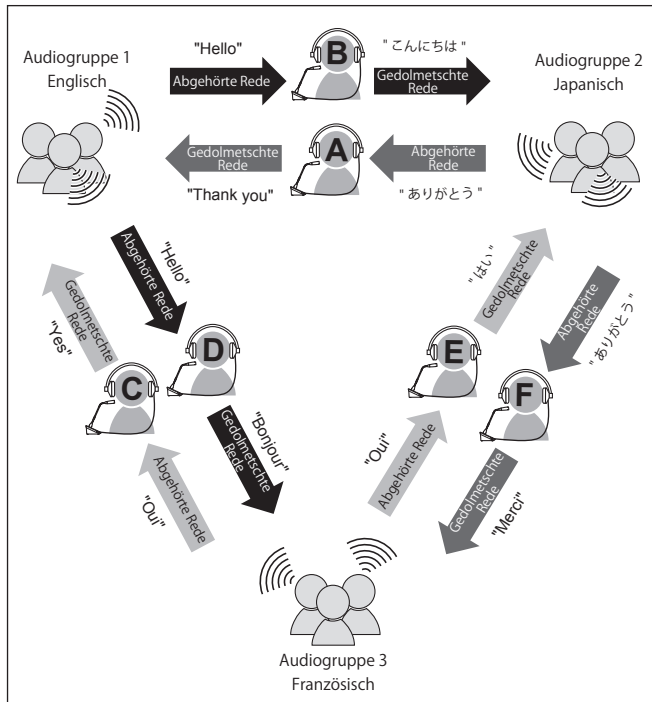 Audiogruppe 1
Englisch
"Hello"
Abgehörte Rede
B
" こんにちは "
Gedolmetschte
Rede
Audiogruppe 2
Japanisch
Gedolmetschte
Rede
"Thank you"
A
Abgehörte
Rede
" ありがとう "
"Hello"
Abgehörte Rede
Gedolmetschte
Rede
"Yes"
D
C
"Bonjour"
Gedolmetschte
Rede
Abgehörte Rede
"Oui"
" はい "
Gedolmetschte
Rede
Abgehörte
Rede
" ありがとう "
E
F
"Oui"
Abgehörte Rede
Gedolmetschte
Rede
"Merci"
Audiogruppe 3
Französisch